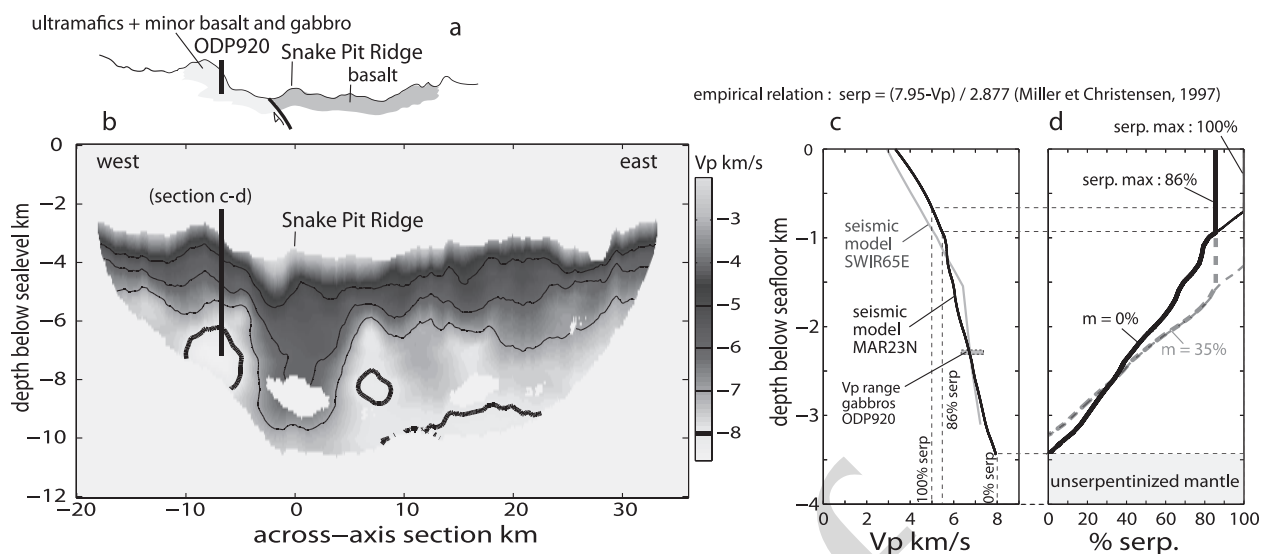 ultramafics + minor basalt and gabbro
a
ODP920
Snake Pit Ridge
basalt
empirical relation : serp = (7.95-Vp) / 2.877 (Miller et Christensen, 1997)
b
west
east
(section c-d)
Snake Pit Ridge
0
−2
−4
−6
−8
−10
−12
depth below sealevel km
−20
−10
0
10
20
30
across−axis section km
Vp km/s
−3
−4
−5
−6
−7
−8
c
0
−1
−2
−3
−4
depth below seafloor km
seismic
model
SWIR65E
seismic
model
MAR23N
Vp range
gabbros
ODP920
100% serp
86% serp
0% serp
0
2
4
6
8
Vp km/s
d
serp. max : 100%
serp. max : 86%
m = 0%
m = 35%
unserpentinized mantle
0
20
40
60
80
100
% serp.